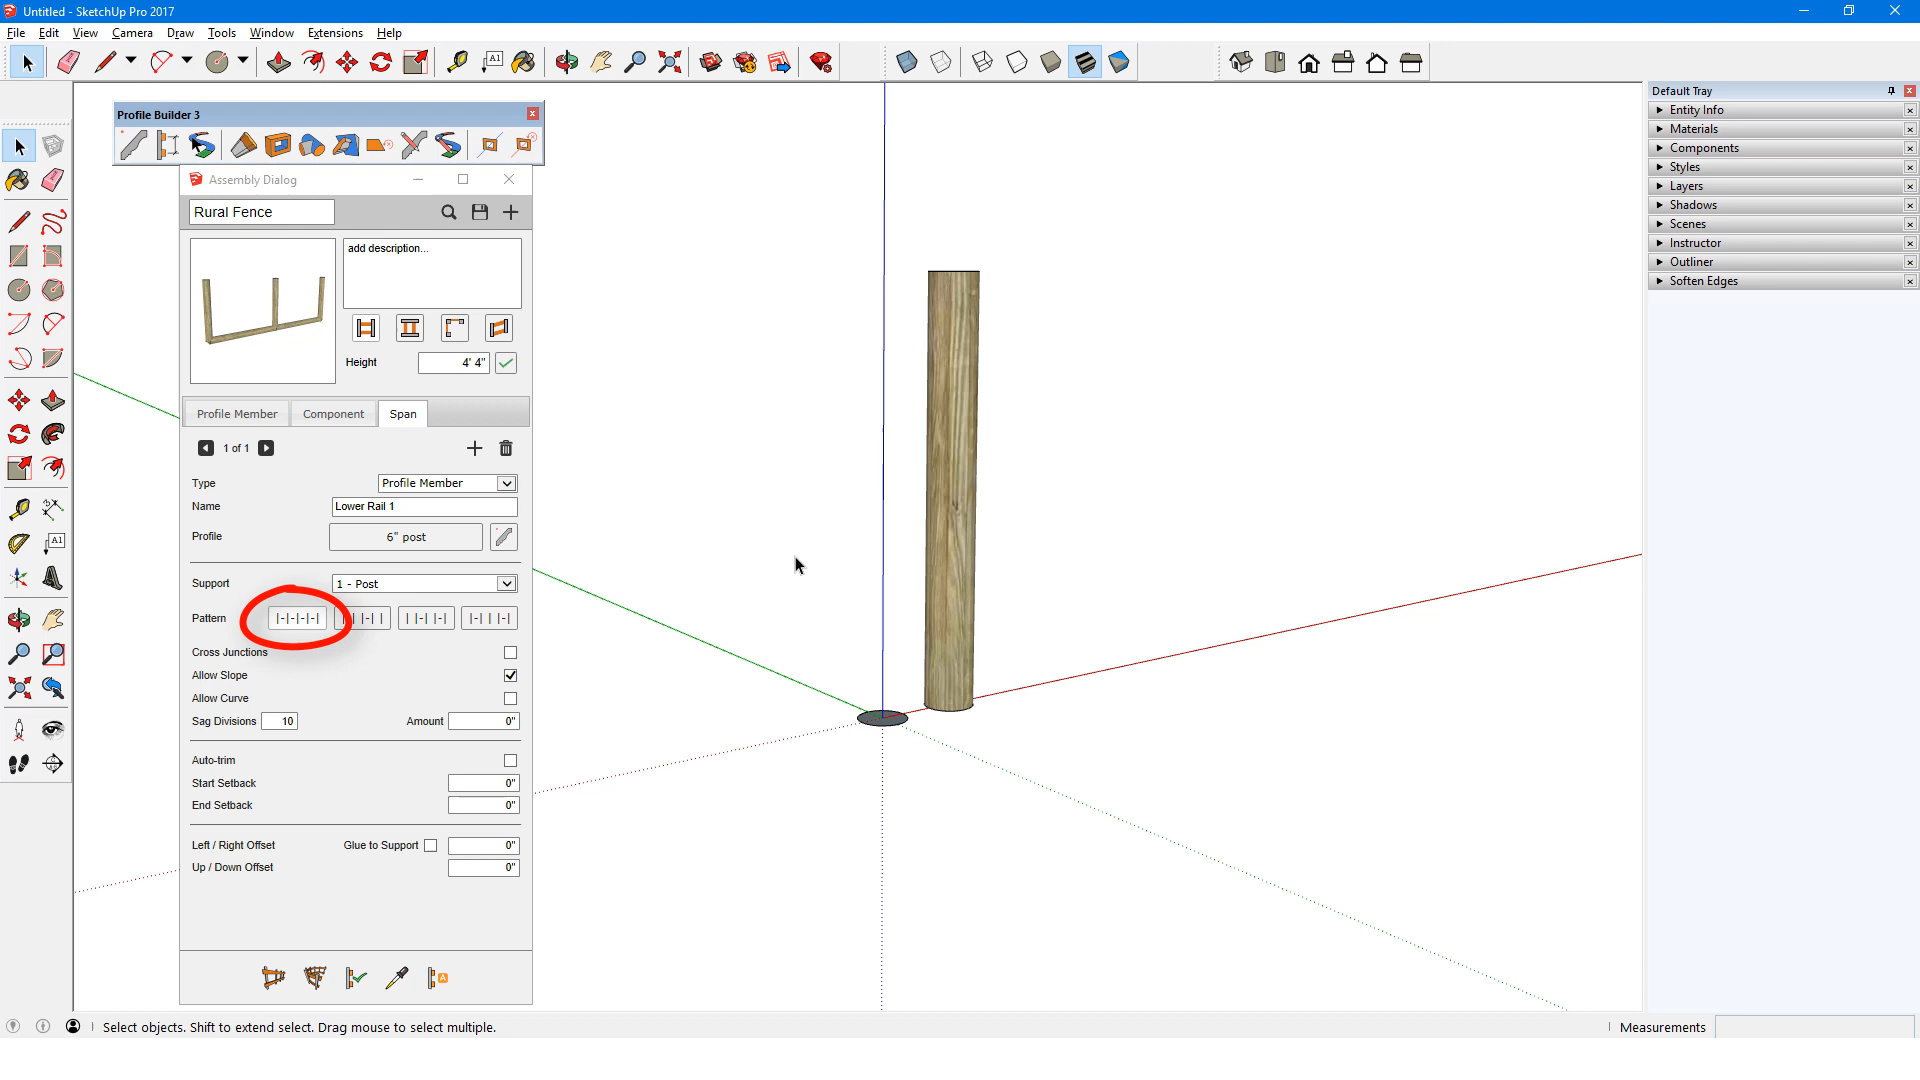 Untitled - SketchUp Pro 2017
File Edit View Camera Draw Tools Window Extensions Help
A1
Profile Builder 3
Assembly Dialog
Rural Fence
add description...
Height 4' 4"
Profile Member Component Span
1 of 1
Type Profile Member
Name Lower Rail 1
Profile 6" post
Support 1 - Post
Pattern |-|-|-|-| | | |-| | | |-| |-| |-| | |-|
Cross Junctions
Allow Slope
Allow Curve
Sag Divisions 10 Amount 0"
Auto-trim
Start Setback 0"
End Setback 0"
Left / Right Offset Glue to Support 0"
Up / Down Offset 0"
A
A1
Default Tray
Entity Info
Materials
Components
Styles
Layers
Shadows
Scenes
Instructor
Outliner
Soften Edges
Select objects. Shift to extend select. Drag mouse to select multiple.
Measurements